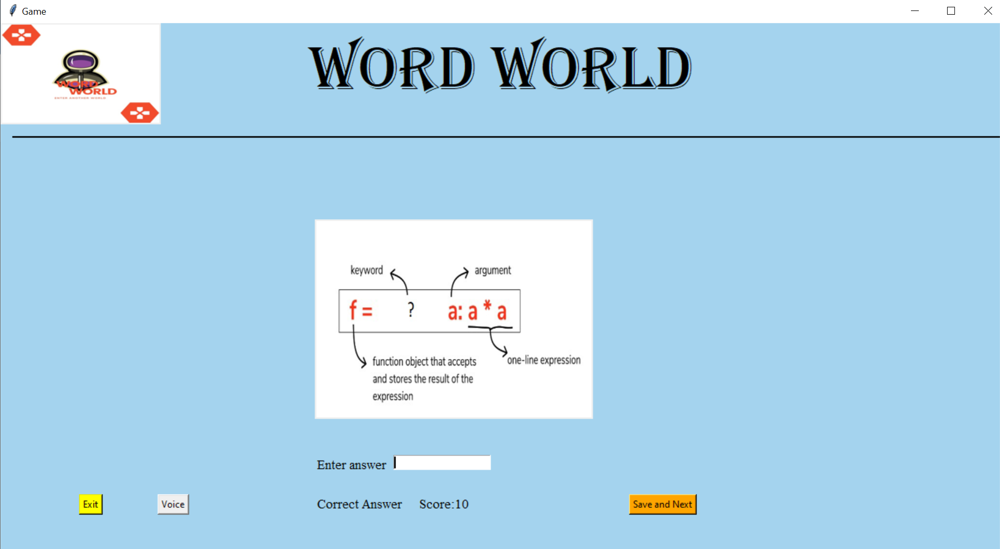 Game
WORD WORLD
WORD
WORLD
ENTER ANOTHER WORLD
keyword
argument
f = ? a: a * a
function object that accepts
and stores the result of the
expression
one-line expression
Enter answer
Exit
Voice
Correct Answer Score:10
Save and Next